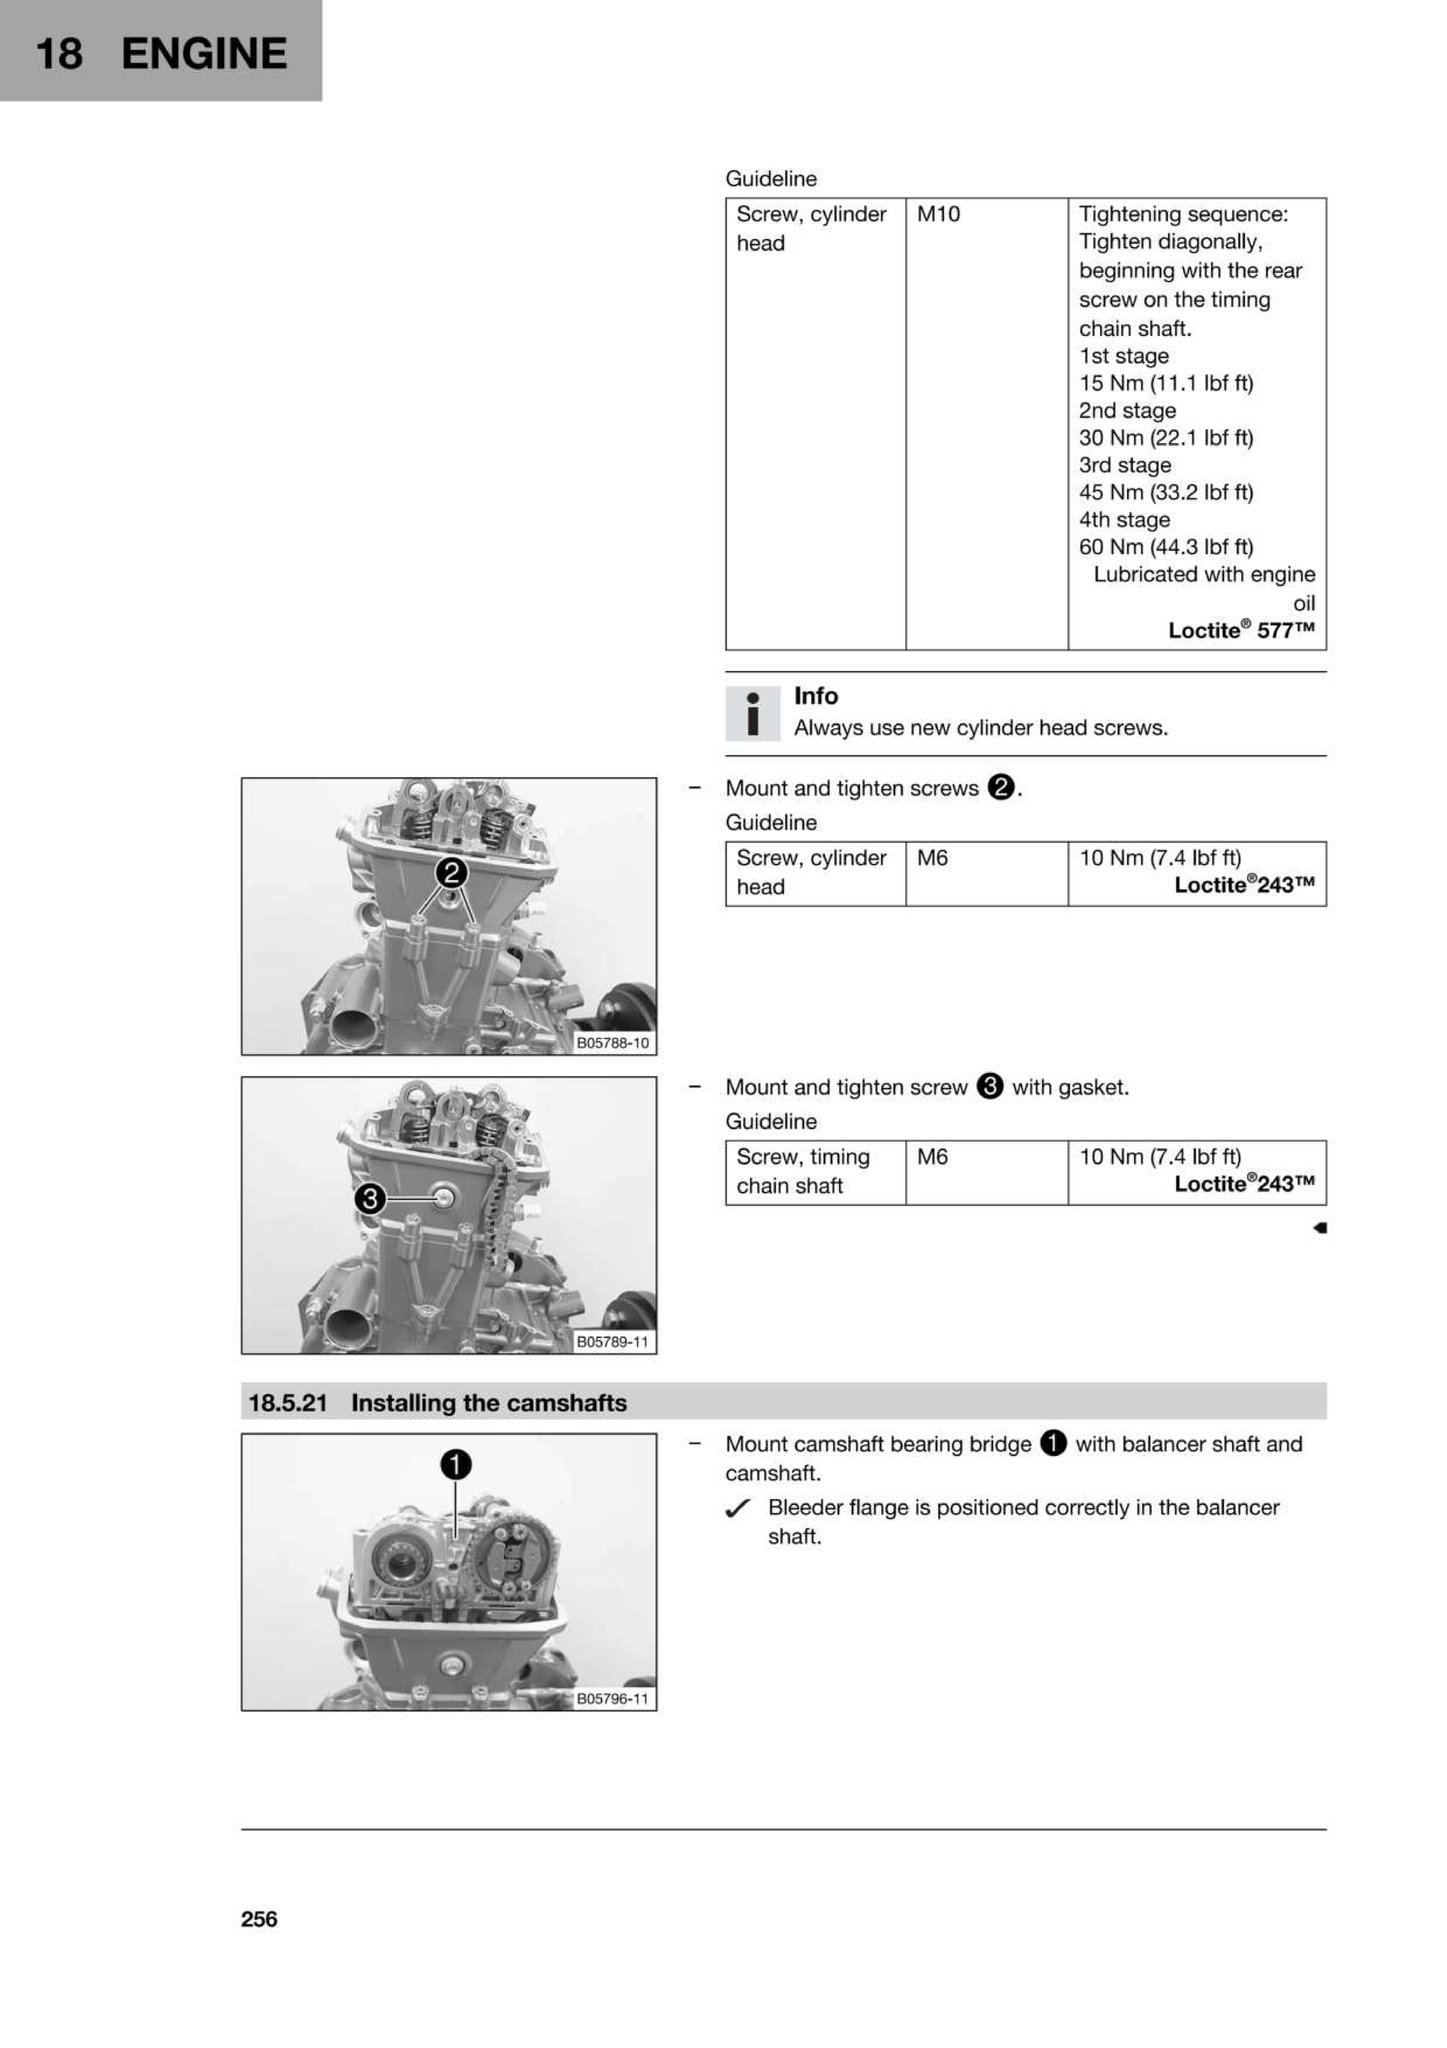 18 ENGINE
Guideline
Screw, cylinder head
M10
Tightening sequence:
Tighten diagonally,
beginning with the rear
screw on the timing
chain shaft.
1st stage
15 Nm (11.1 lbf ft)
2nd stage
30 Nm (22.1 lbf ft)
3rd stage
45 Nm (33.2 lbf ft)
4th stage
60 Nm (44.3 lbf ft)
Lubricated with engine
oil
Loctite® 577™
i
Info
Always use new cylinder head screws.
2
B05788-10
– Mount and tighten screws 2.
Guideline
Screw, cylinder head
M6
10 Nm (7.4 lbf ft)
Loctite®243™
3
B05789-11
– Mount and tighten screw 3 with gasket.
Guideline
Screw, timing chain shaft
M6
10 Nm (7.4 lbf ft)
Loctite®243™
18.5.21 Installing the camshafts
1
B05796-11
– Mount camshaft bearing bridge 1 with balancer shaft and
camshaft.
✓ Bleeder flange is positioned correctly in the balancer
shaft.
256